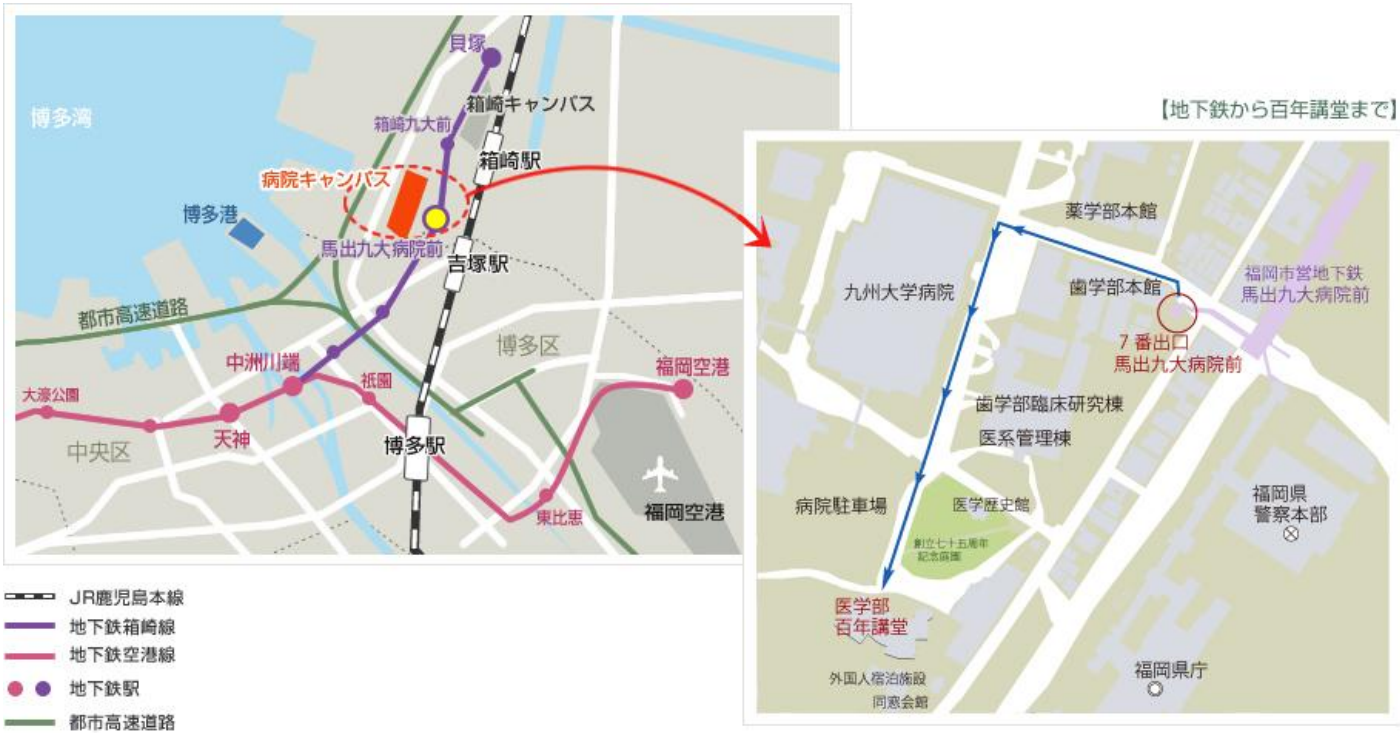 貝塚
箱崎キャンパス
博多湾
箱崎九大前
箱崎駅
病院キャンパス
博多港
馬出九大病院前
吉塚駅
都市高速道路
博多区
中洲川端
祇園
福岡空港
大濠公園
天神
中央区
博多駅
東比恵
福岡空港
JR鹿児島本線
地下鉄箱崎線
地下鉄空港線
地下鉄駅
都市高速道路
【地下鉄から百年講堂まで】
薬学部本館
九州大学病院
歯学部本館
福岡市営地下鉄
馬出九大病院前
7番出口
馬出九大病院前
歯学部臨床研究棟
医系管理棟
病院駐車場
医学歴史館
福岡県
警察本部
創立七十五周年
記念庭園
医学部
百年講堂
福岡県庁
外国人宿泊施設
同窓会館